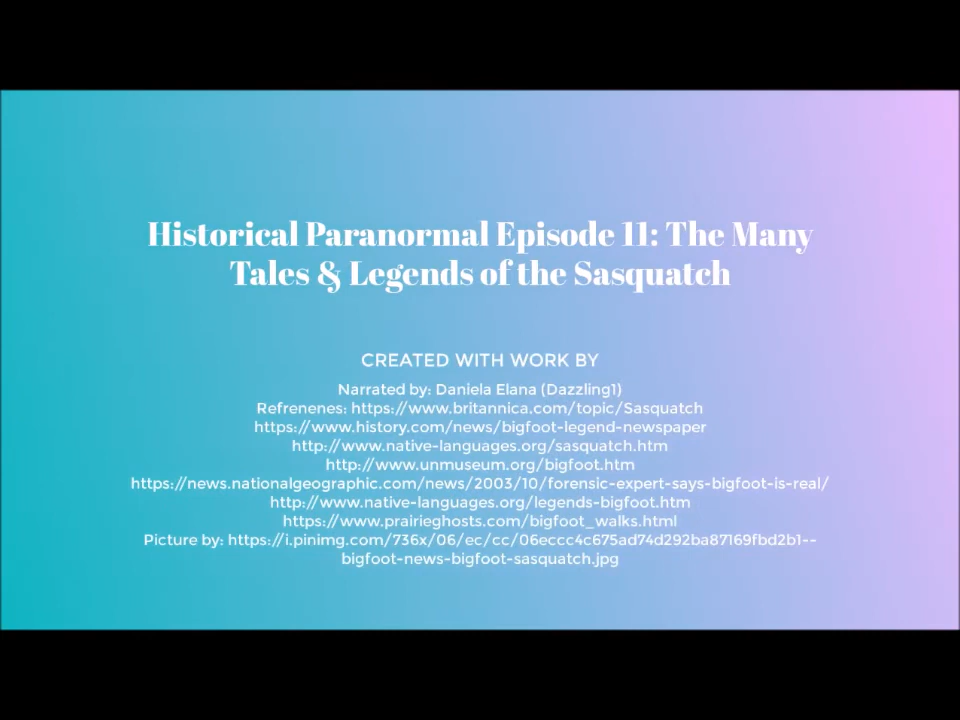 Historical Paranormal Episode 11: The Many
Tales & Legends of the Sasquatch
CREATED WITH WORK BY
Narrated by: Daniela Elana (Dazzling1)
Refrenenes: https://www.britannica.com/topic/Sasquatch
https://www.history.com/news/bigfoot-legend-newspaper
http://www.native-languages.org/sasquatch.htm
http://www.unmuseum.org/bigfoot.htm
https://news.nationalgeographic.com/news/2003/10/forensic-expert-says-bigfoot-is-real/
http://www.native-languages.org/legends-bigfoot.htm
https://www.prairieghosts.com/bigfoot_walks.html
Picture by: https://i.pinimg.com/736x/06/ec/cc/06eccc4c675ad74d292ba87169fbd2b1--
bigfoot-news-bigfoot-sasquatch.jpg